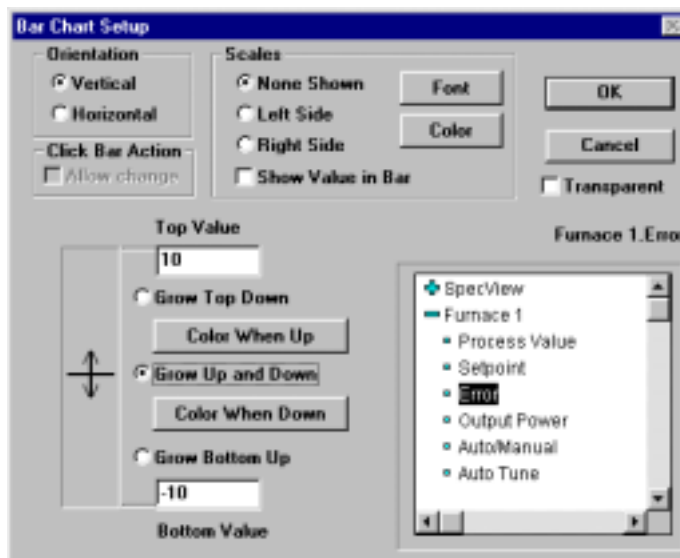 Bar Chart Setup
Orientation
Vertical
Horizontal
Click Bar Action
Allow change
Scales
None Shown
Left Side
Right Side
Show Value in Bar
Font
Color
OK
Cancel
Transparent
Top Value
10
Grow Top Down
Color When Up
Grow Up and Down
Color When Down
Grow Bottom Up
-10
Bottom Value
Furnace 1.Error
SpecView
Furnace 1
Process Value
Setpoint
Error
Output Power
Auto/Manual
Auto Tune